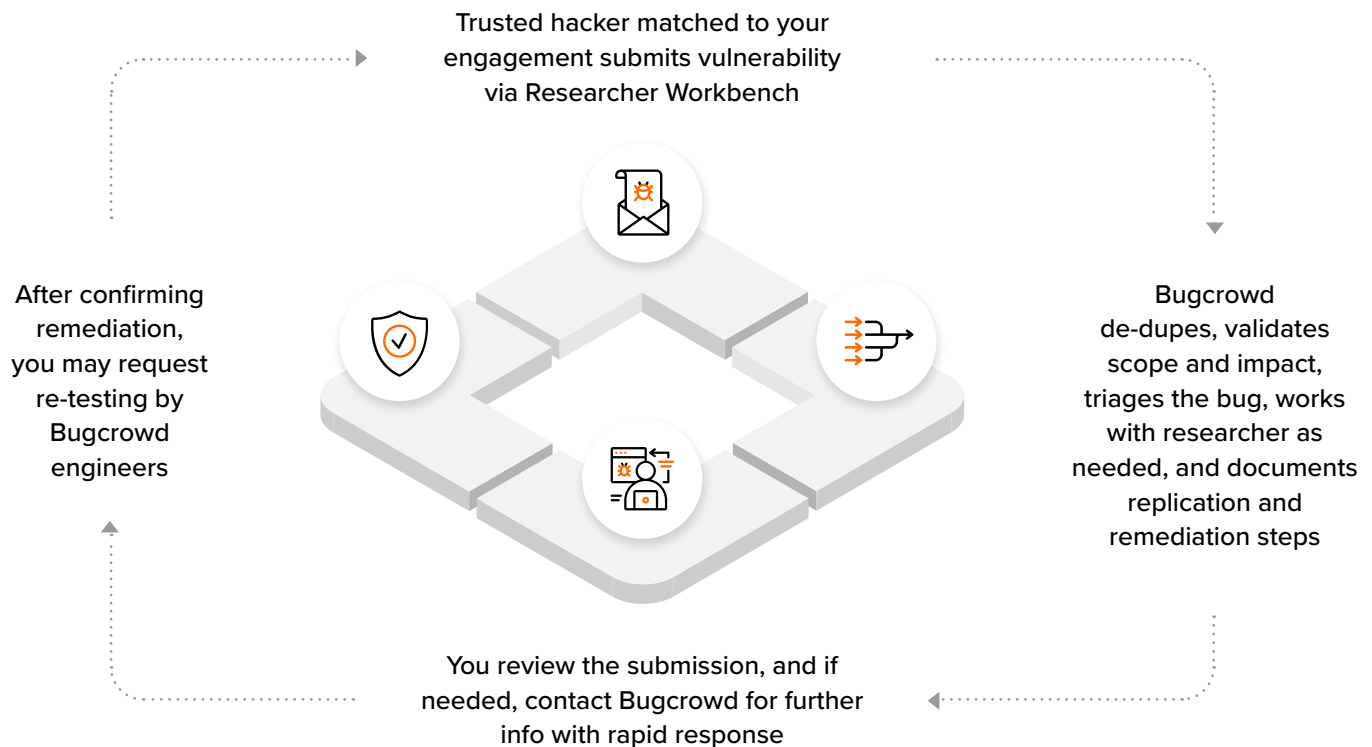 Trusted hacker matched to your
engagement submits vulnerability
via Researcher Workbench
Bugcrowd
de-dupes, validates
scope and impact,
triages the bug, works
with researcher as
needed, and documents
replication and
remediation steps
You review the submission, and if
needed, contact Bugcrowd for further
info with rapid response
After confirming
remediation,
you may request
re-testing by
Bugcrowd
engineers